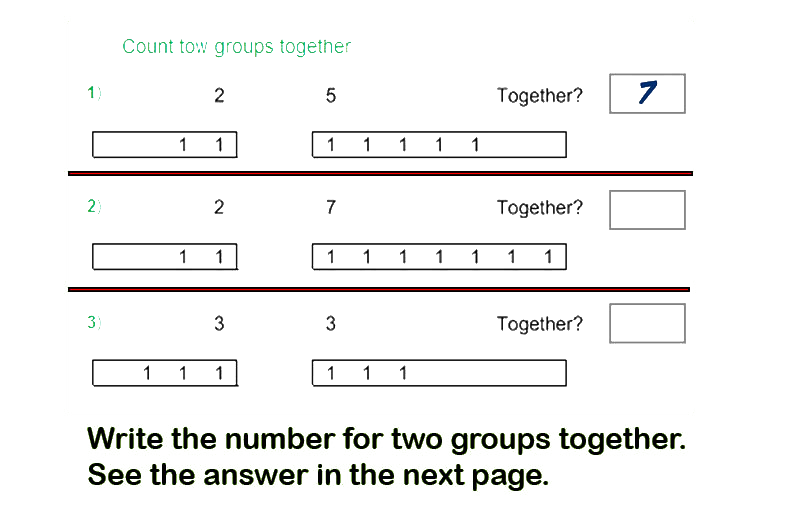 Count tow groups together
1) 2 5 Together? 7
1 1 1 1 1 1 1
2) 2 7 Together?
1 1 1 1 1 1 1 1 1
3) 3 3 Together?
1 1 1 1 1 1
Write the number for two groups together.
See the answer in the next page.